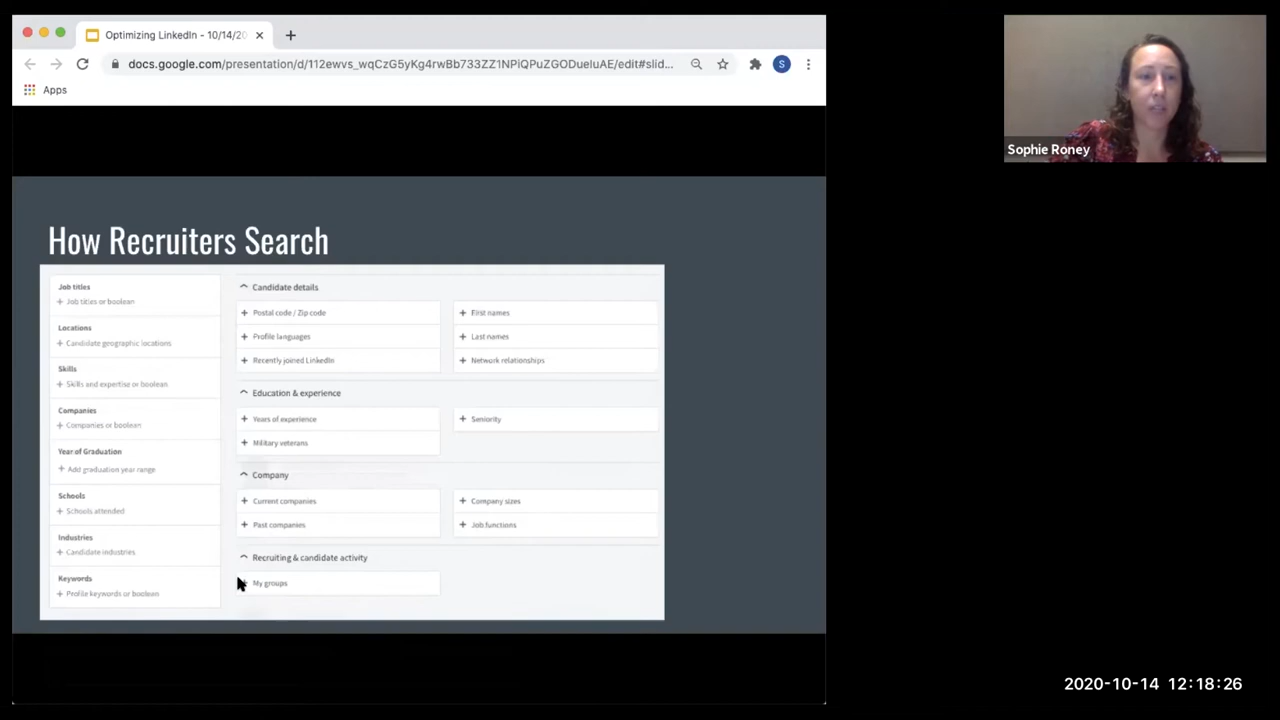 Optimizing LinkedIn - 10/14/20
docs.google.com/presentation/d/112ewvs_wqCzG5yKg4rwBb733ZZ1NPiQPuZGODueluAE/edit#slid...
S
Apps
How Recruiters Search
Job titles
+ Job titles or boolean
Locations
+ Candidate geographic locations
Skills
+ Skills and expertise or boolean
Companies
+ Companies or boolean
Year of Graduation
+ Add graduation year range
Schools
+ Schools attended
Industries
+ Candidate industries
Keywords
+ Profile keywords or boolean
Candidate details
+ Postal code / Zip code
+ First names
+ Profile languages
+ Last names
+ Recently joined LinkedIn
+ Network relationships
Education & experience
+ Years of experience
+ Seniority
+ Military veterans
Company
+ Current companies
+ Company sizes
+ Past companies
+ Job functions
Recruiting & candidate activity
My groups
Sophie Roney
2020-10-14 12:18:26